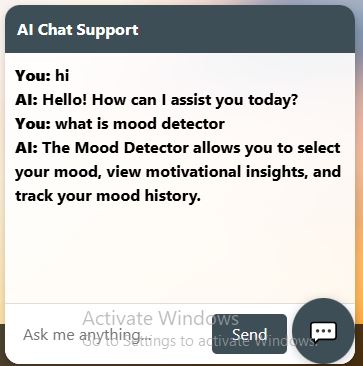 AI Chat Support
You: hi
AI: Hello! How can I assist you today?
You: what is mood detector
AI: The Mood Detector allows you to select
your mood, view motivational insights, and
track your mood history.
Ask me anything...
Send
Activate Windows
Go to Settings to activate Windows.